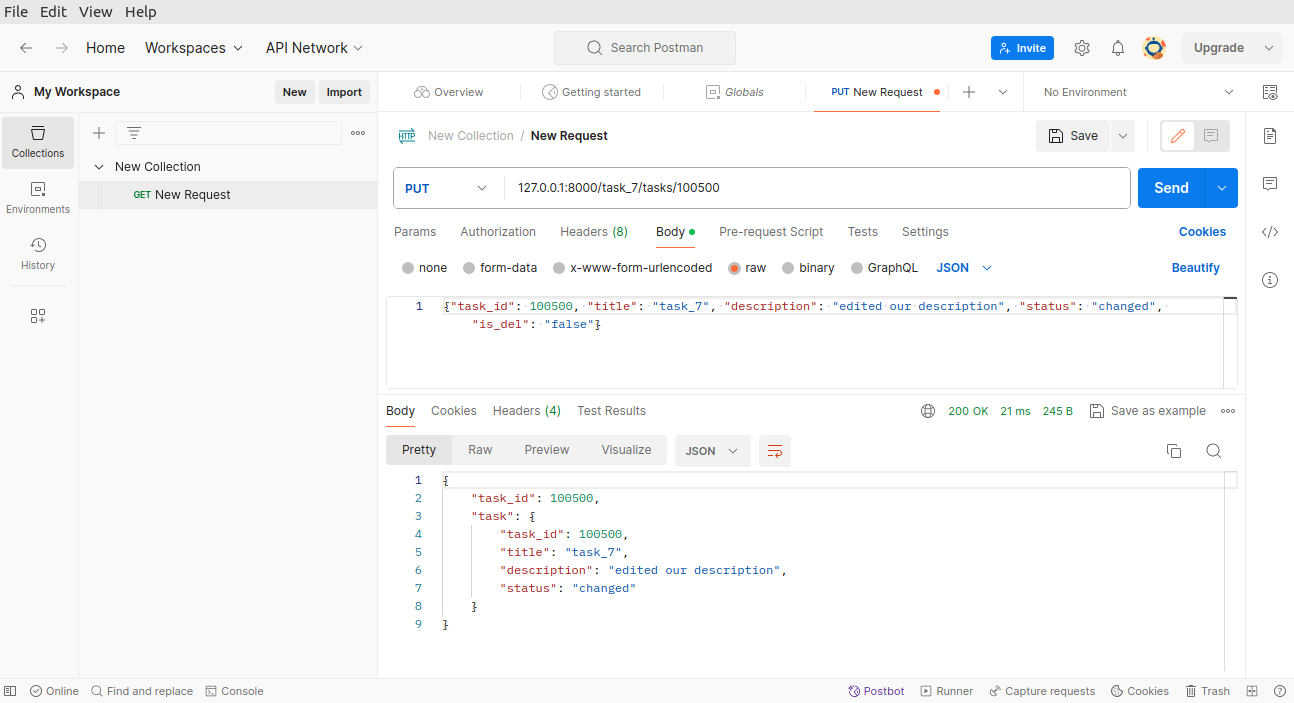 File Edit View Help
Home Workspaces API Network Search Postman Invite Upgrade
My Workspace New Import Overview Getting started Globals PUT New Request No Environment
Collections
Environments
History
New Collection
GET New Request
HTTP New Collection / New Request Save
PUT 127.0.0.1:8000/task_7/tasks/100500 Send
Params Authorization Headers (8) Body Pre-request Script Tests Settings Cookies
none form-data x-www-form-urlencoded raw binary GraphQL JSON Beautify
1 {"task_id": 100500, "title": "task_7", "description": "edited our description", "status": "changed",
"is_del": "false"}
Body Cookies Headers (4) Test Results 200 OK 21 ms 245 B Save as example
Pretty Raw Preview Visualize JSON
1 {
2 "task_id": 100500,
3 "task": {
4 "task_id": 100500,
5 "title": "task_7",
6 "description": "edited our description",
7 "status": "changed"
8 }
9 }
Online Find and replace Console Postbot Runner Capture requests Cookies Trash